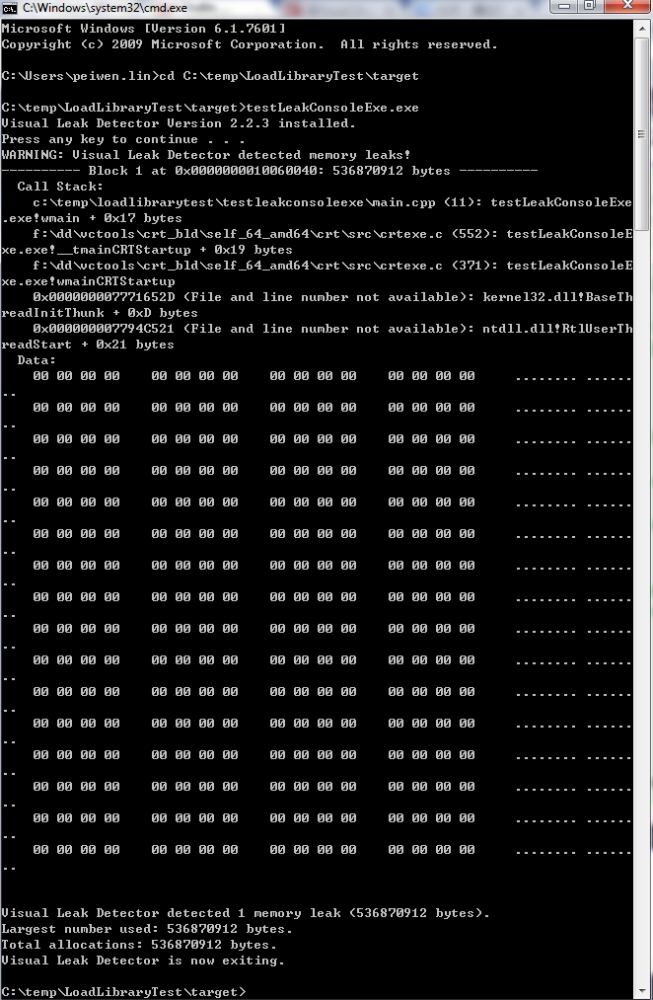 C:\Windows\system32\cmd.exe
Microsoft Windows [Version 6.1.7601]
Copyright (c) 2009 Microsoft Corporation.  All rights reserved.
C:\Users\peiwen.lin>cd C:\temp\LoadLibraryTest\target
C:\temp\LoadLibraryTest\target>testLeakConsoleExe.exe
Visual Leak Detector Version 2.2.3 installed.
Press any key to continue . . .
WARNING: Visual Leak Detector detected memory leaks!
---------- Block 1 at 0x0000000010060040: 536870912 bytes ----------
  Call Stack:
    c:\temp\loadlibrarytest\testleakconsoleexe\main.cpp (11): testLeakConsoleExe
.exe!wmain + 0x17 bytes
    f:\dd\vctools\crt_bld\self_64_amd64\crt\src\crtexe.c (552): testLeakConsoleE
xe.exe!__tmainCRTStartup + 0x19 bytes
    f:\dd\vctools\crt_bld\self_64_amd64\crt\src\crtexe.c (371): testLeakConsoleE
xe.exe!wmainCRTStartup
    0x000000007771652D (File and line number not available): kernel32.dll!BaseTh
readInitThunk + 0xD bytes
    0x000000007794C521 (File and line number not available): ntdll.dll!RtlUserTh
readStart + 0x21 bytes
  Data:
    00 00 00 00    00 00 00 00    00 00 00 00    00 00 00 00     ........ ......
..
    00 00 00 00    00 00 00 00    00 00 00 00    00 00 00 00     ........ ......
..
    00 00 00 00    00 00 00 00    00 00 00 00    00 00 00 00     ........ ......
..
    00 00 00 00    00 00 00 00    00 00 00 00    00 00 00 00     ........ ......
..
    00 00 00 00    00 00 00 00    00 00 00 00    00 00 00 00     ........ ......
..
    00 00 00 00    00 00 00 00    00 00 00 00    00 00 00 00     ........ ......
..
    00 00 00 00    00 00 00 00    00 00 00 00    00 00 00 00     ........ ......
..
    00 00 00 00    00 00 00 00    00 00 00 00    00 00 00 00     ........ ......
..
    00 00 00 00    00 00 00 00    00 00 00 00    00 00 00 00     ........ ......
..
    00 00 00 00    00 00 00 00    00 00 00 00    00 00 00 00     ........ ......
..
    00 00 00 00    00 00 00 00    00 00 00 00    00 00 00 00     ........ ......
..
    00 00 00 00    00 00 00 00    00 00 00 00    00 00 00 00     ........ ......
..
    00 00 00 00    00 00 00 00    00 00 00 00    00 00 00 00     ........ ......
..
    00 00 00 00    00 00 00 00    00 00 00 00    00 00 00 00     ........ ......
..
    00 00 00 00    00 00 00 00    00 00 00 00    00 00 00 00     ........ ......
..
    00 00 00 00    00 00 00 00    00 00 00 00    00 00 00 00     ........ ......
..
Visual Leak Detector detected 1 memory leak (536870912 bytes).
Largest number used: 536870912 bytes.
Total allocations: 536870912 bytes.
Visual Leak Detector is now exiting.
C:\temp\LoadLibraryTest\target>